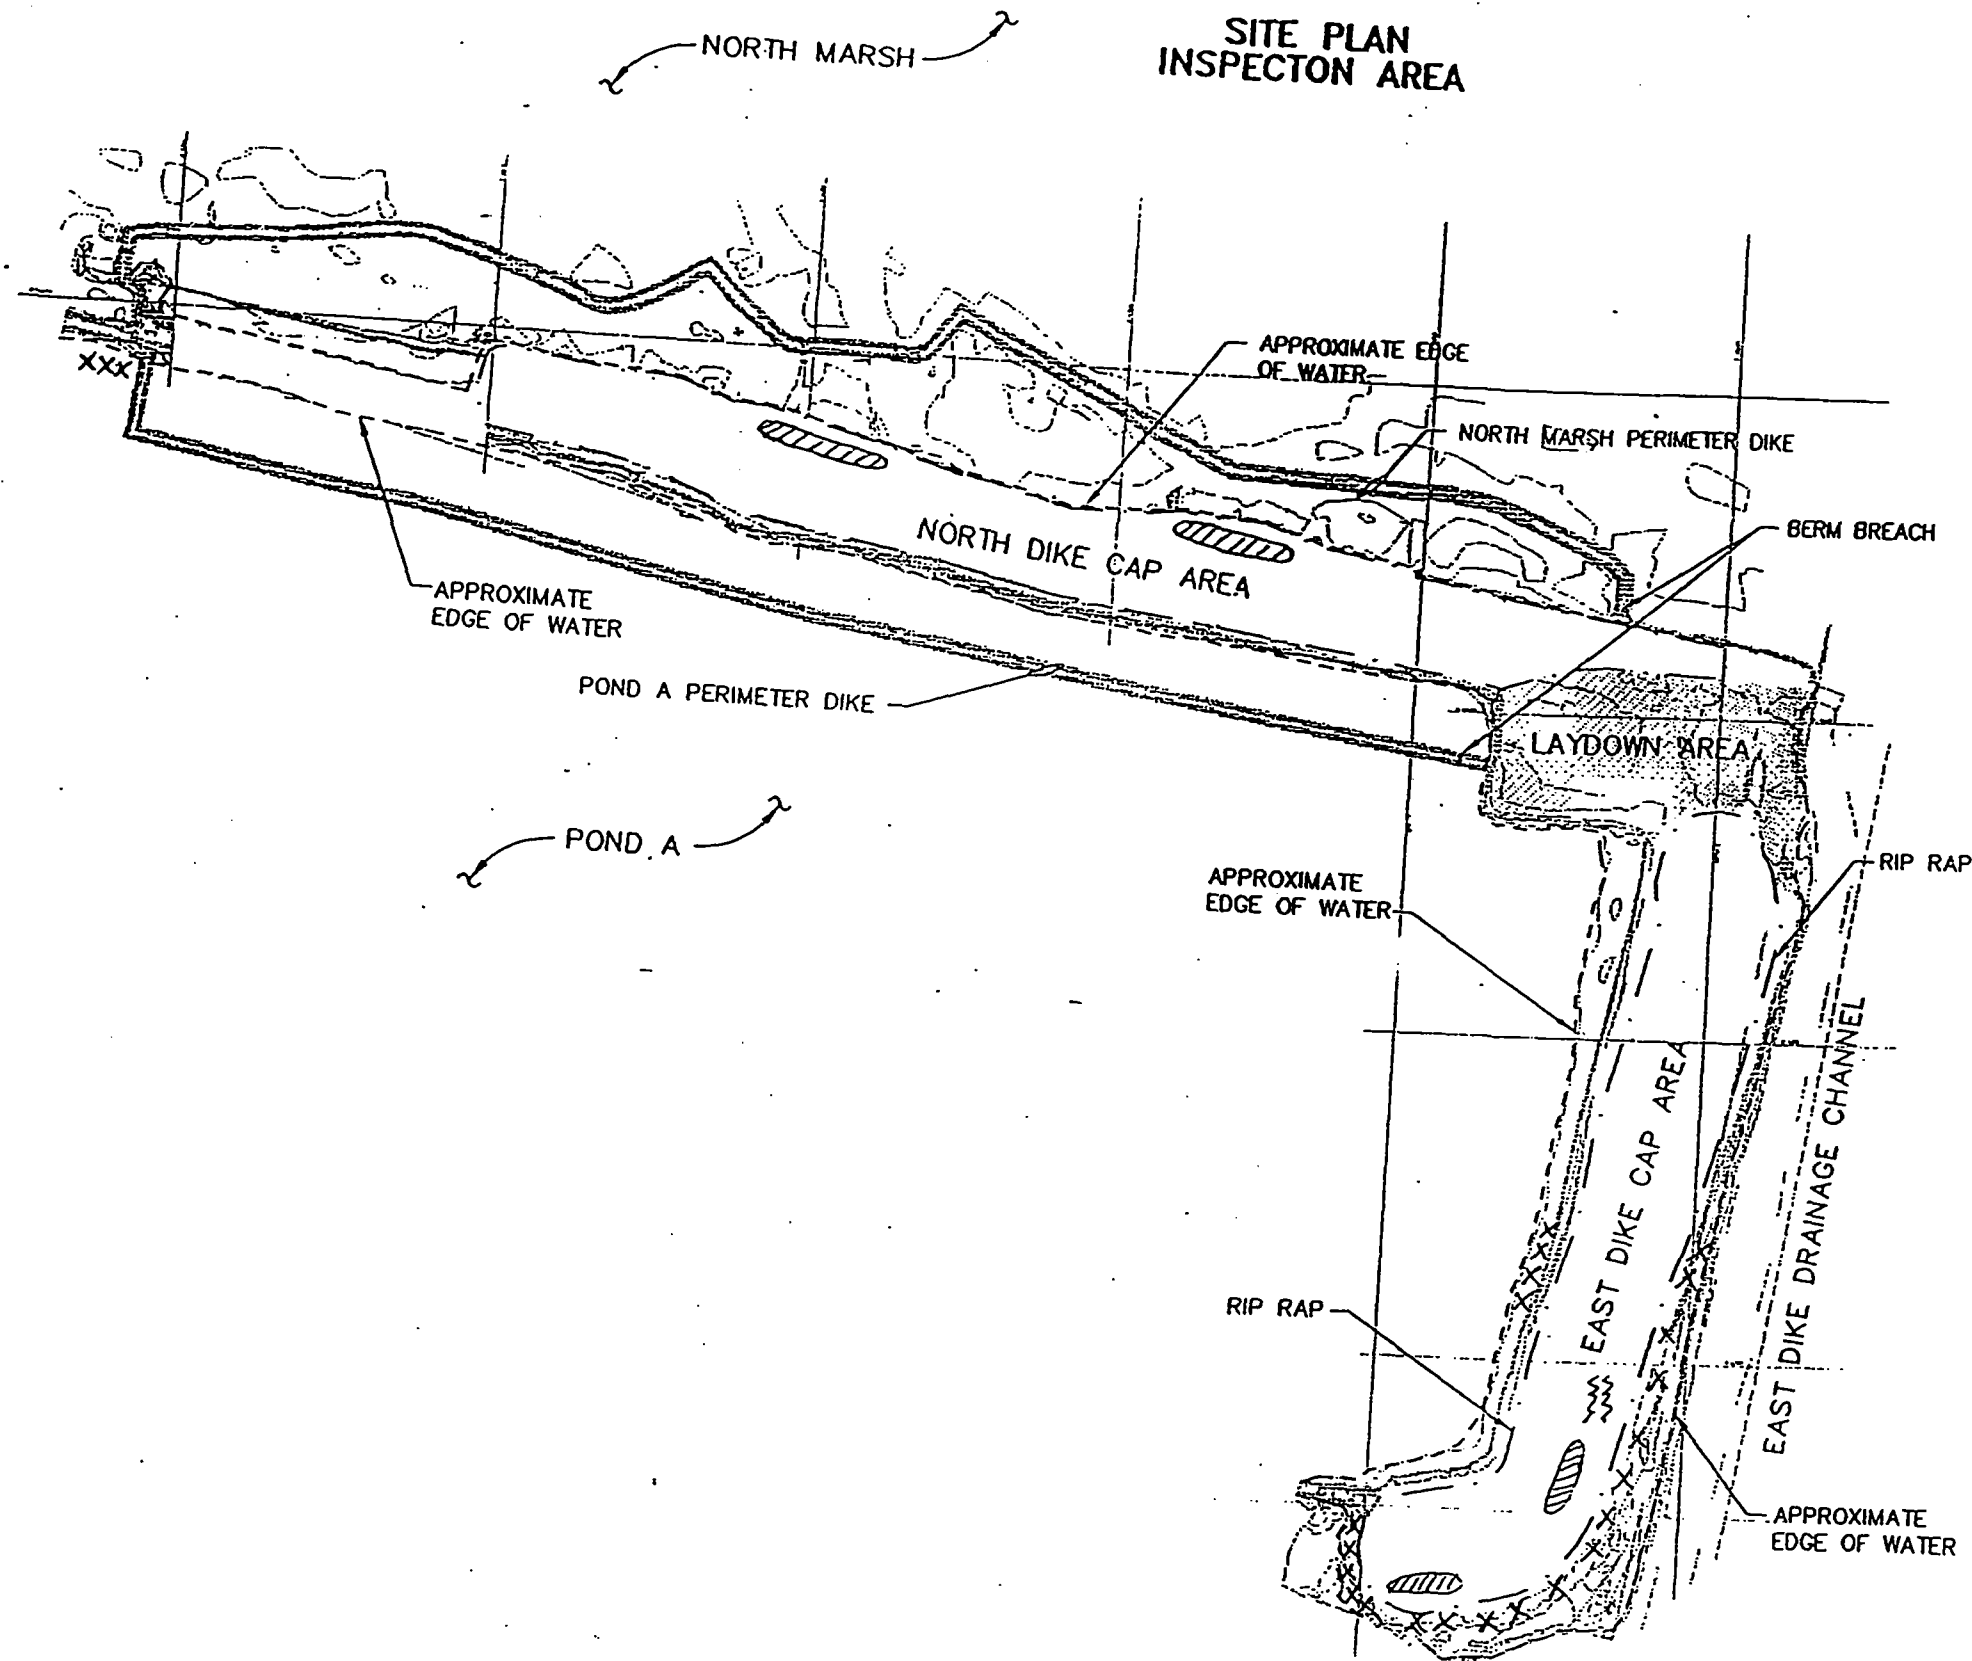 SITE PLAN
INSPECTON AREA
NORTH MARSH
APPROXIMATE EDGE
OF WATER
NORTH MARSH PERIMETER DIKE
BERM BREACH
NORTH DIKE CAP AREA
APPROXIMATE
EDGE OF WATER
POND A PERIMETER DIKE
LAYDOWN AREA
POND A
RIP RAP
APPROXIMATE
EDGE OF WATER
EAST DIKE CAP AREA
EAST DIKE DRAINAGE CHANNEL
RIP RAP
APPROXIMATE
EDGE OF WATER